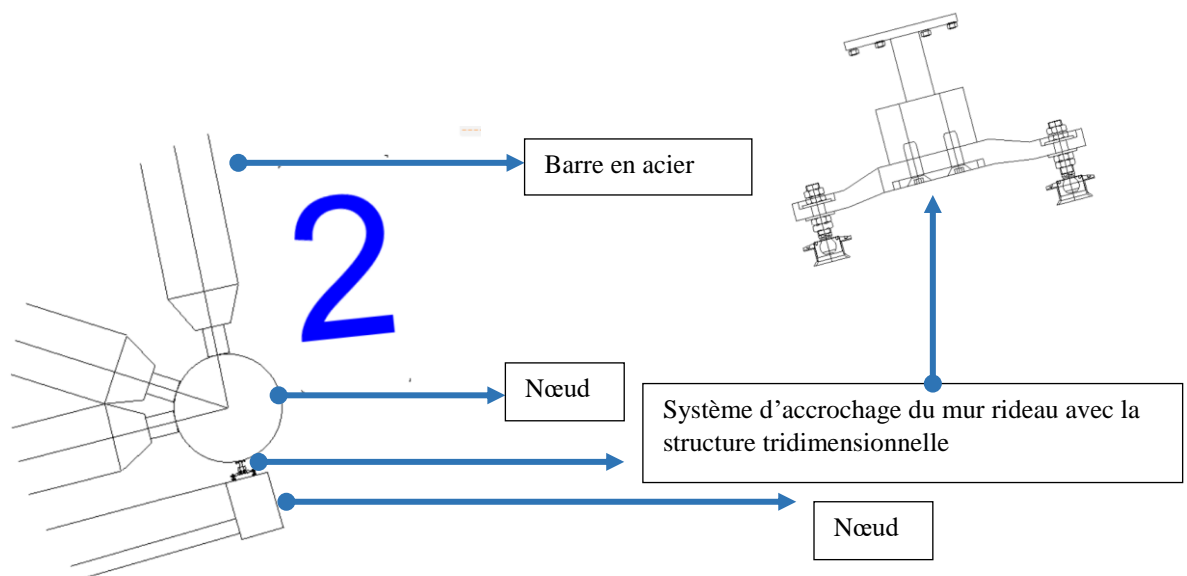 Barre en acier
2
Nœud
Système d’accrochage du mur rideau avec la
structure tridimensionnelle
Nœud